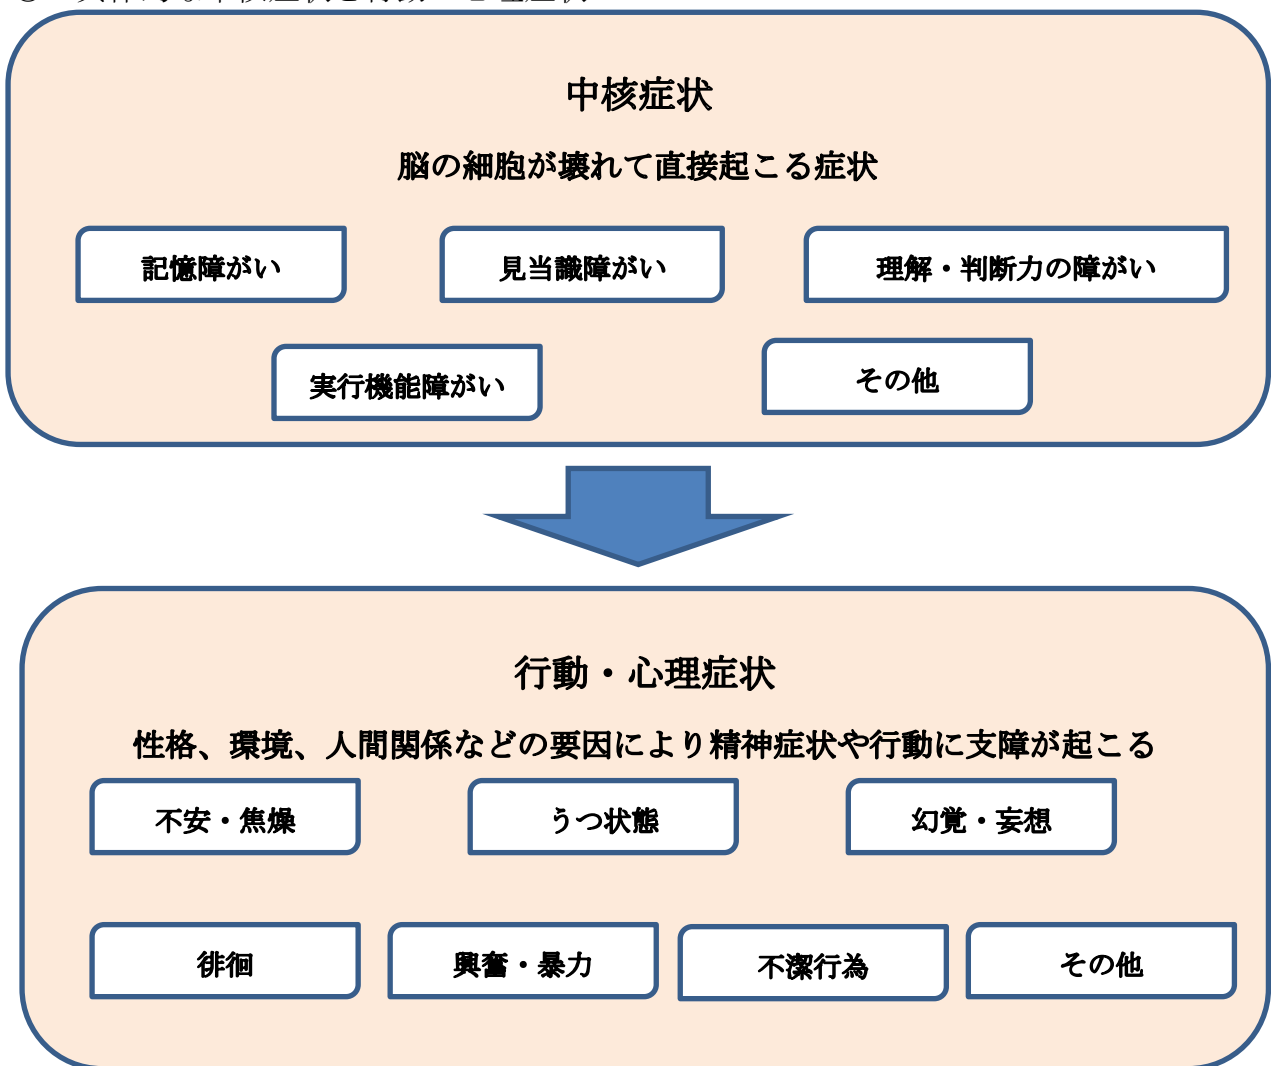 中核症状
脳の細胞が壊れて直接起こる症状
記憶障がい
見当識障がい
理解・判断力の障がい
実行機能障がい
その他
行動・心理症状
性格、環境、人間関係などの要因により精神症状や行動に支障が起こる
不安・焦燥
うつ状態
幻覚・妄想
徘徊
興奮・暴力
不潔行為
その他